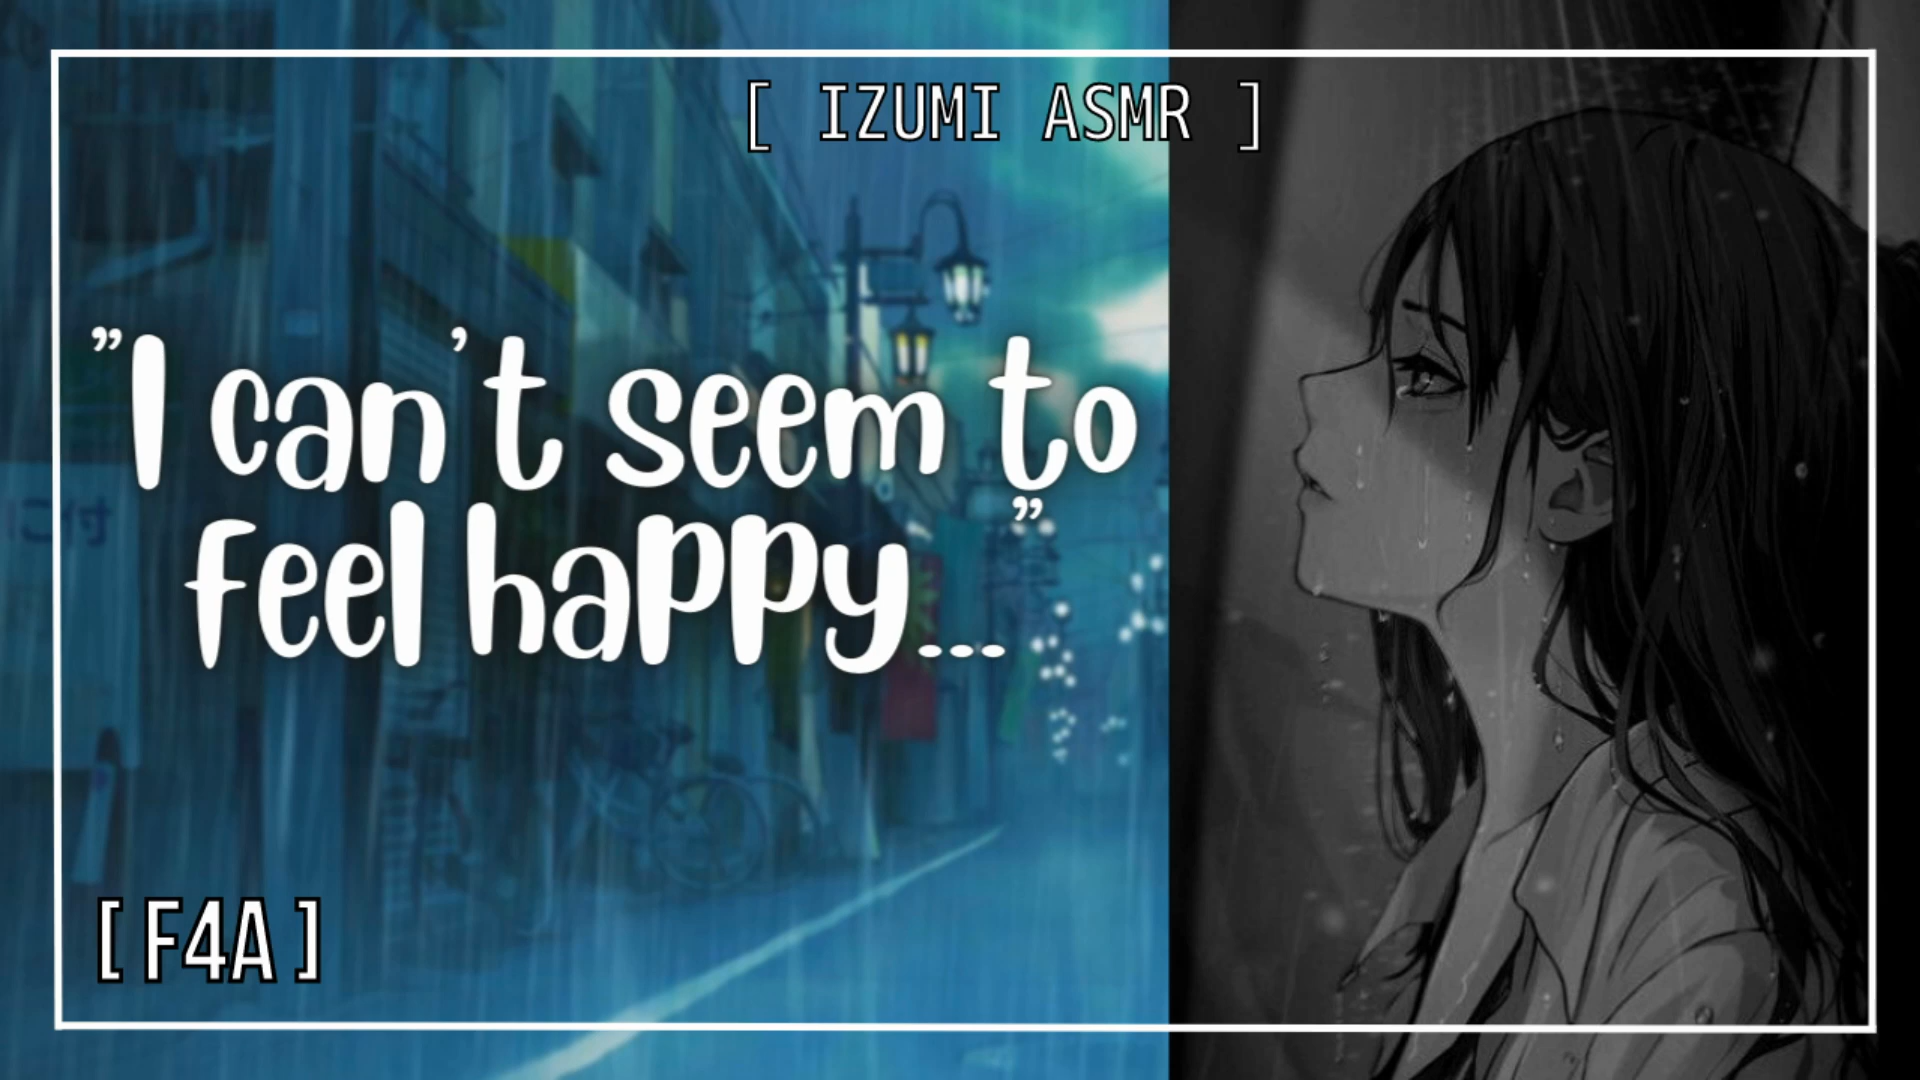 [ IZUMI ASMR ]
"I can't seem to
feel happy..."
[ F4A ]